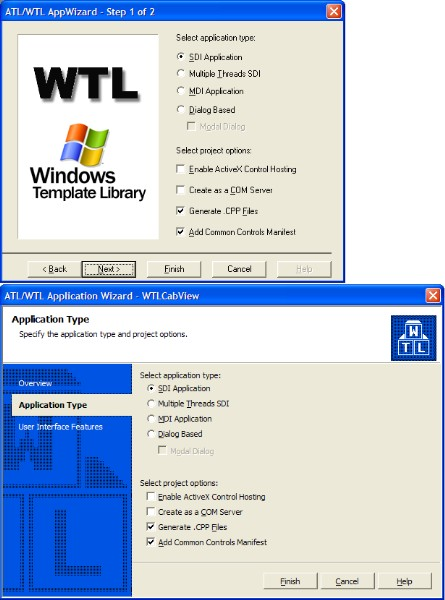 ATL/WTL AppWizard - Step 1 of 2
WTL
Windows
Template Library
Select application type:
SDI Application
Multiple Threads SDI
MDI Application
Dialog Based
Modal Dialog
Select project options:
Enable ActiveX Control Hosting
Create as a COM Server
Generate .CPP Files
Add Common Controls Manifest
< Back
Next >
Finish
Cancel
Help
ATL/WTL Application Wizard - WTLCabView
Application Type
Specify the application type and project options.
W
T L
Overview
Application Type
User Interface Features
Select application type:
SDI Application
Multiple Threads SDI
MDI Application
Dialog Based
Modal Dialog
Select project options:
Enable ActiveX Control Hosting
Create as a COM Server
Generate .CPP Files
Add Common Controls Manifest
Finish
Cancel
Help